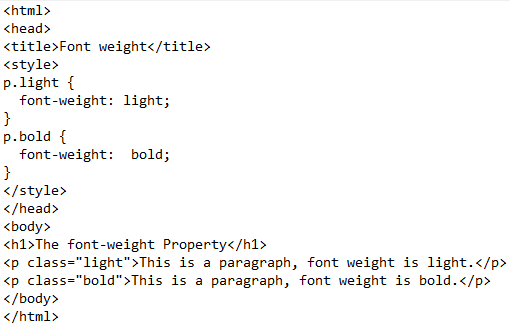 <html>
<head>
<title>Font weight</title>
<style>
p.light {
  font-weight: light;
}
p.bold {
  font-weight:  bold;
}
</style>
</head>
<body>
<h1>The font-weight Property</h1>
<p class="light">This is a paragraph, font weight is light.</p>
<p class="bold">This is a paragraph, font weight is bold.</p>
</body>
</html>